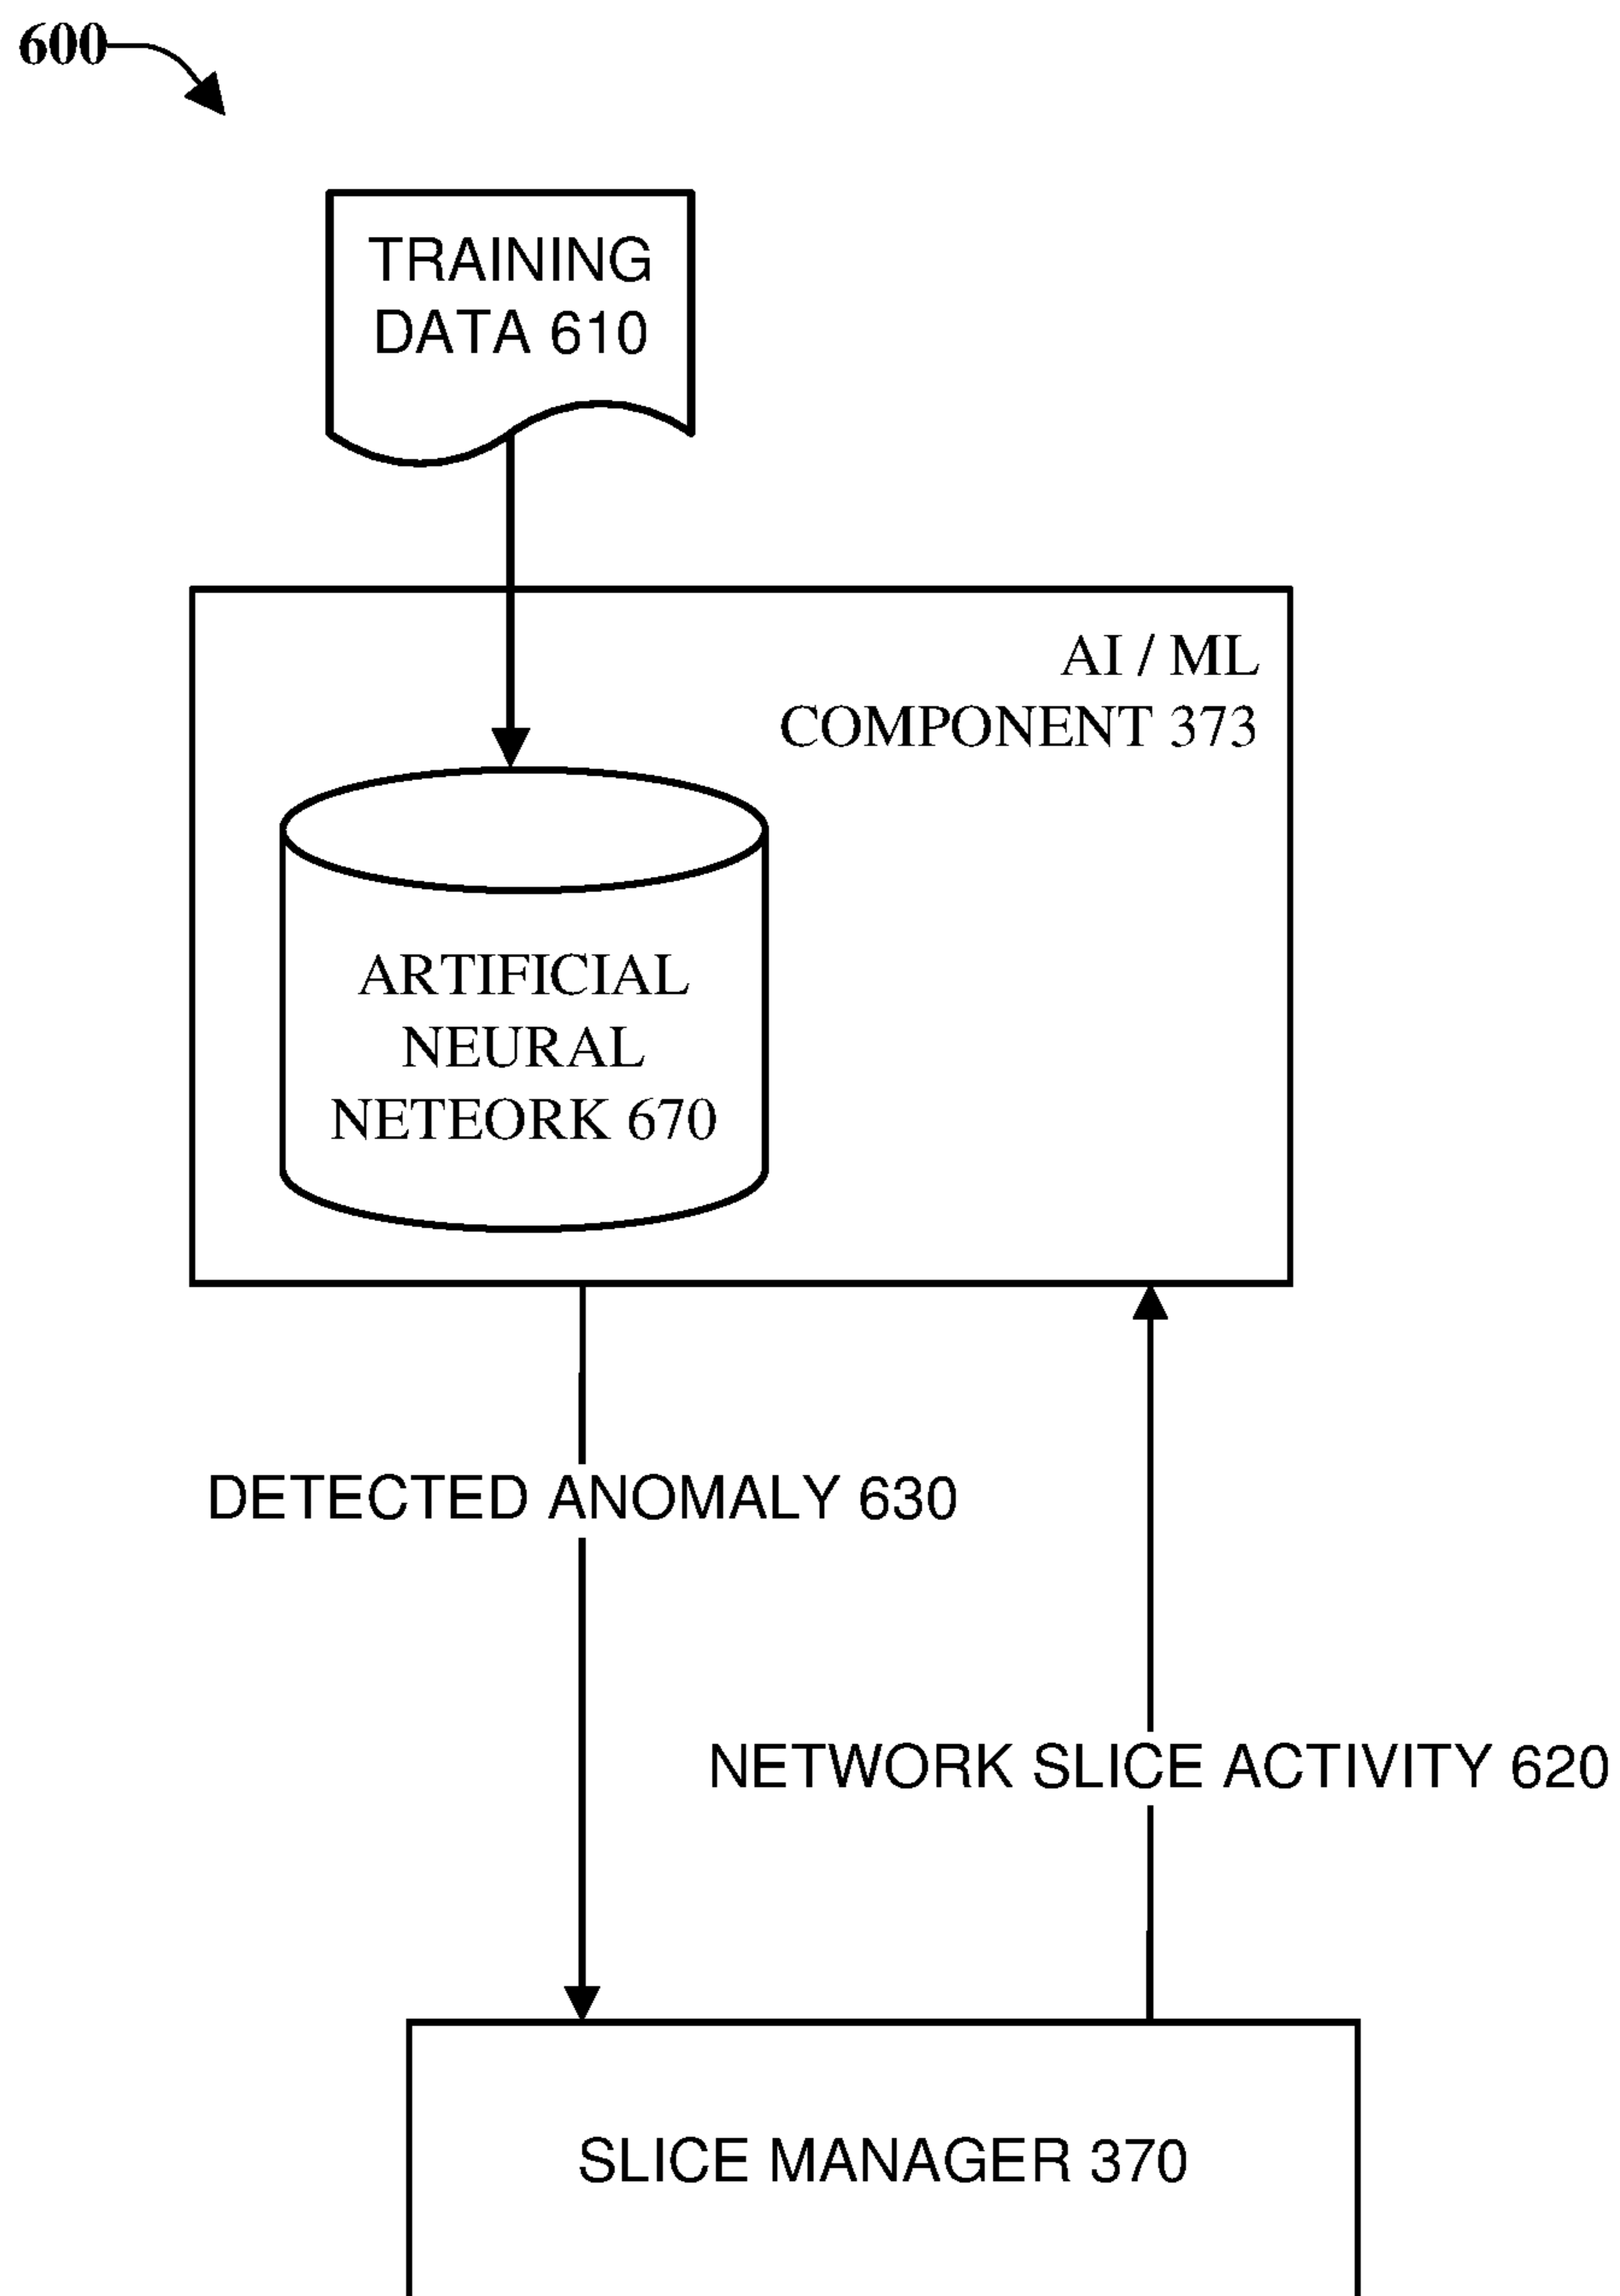 600
TRAINING
DATA 610
AI / ML
COMPONENT 373
ARTIFICIAL
NEURAL
NETEORK 670
DETECTED ANOMALY 630
NETWORK SLICE ACTIVITY 620
SLICE MANAGER 370